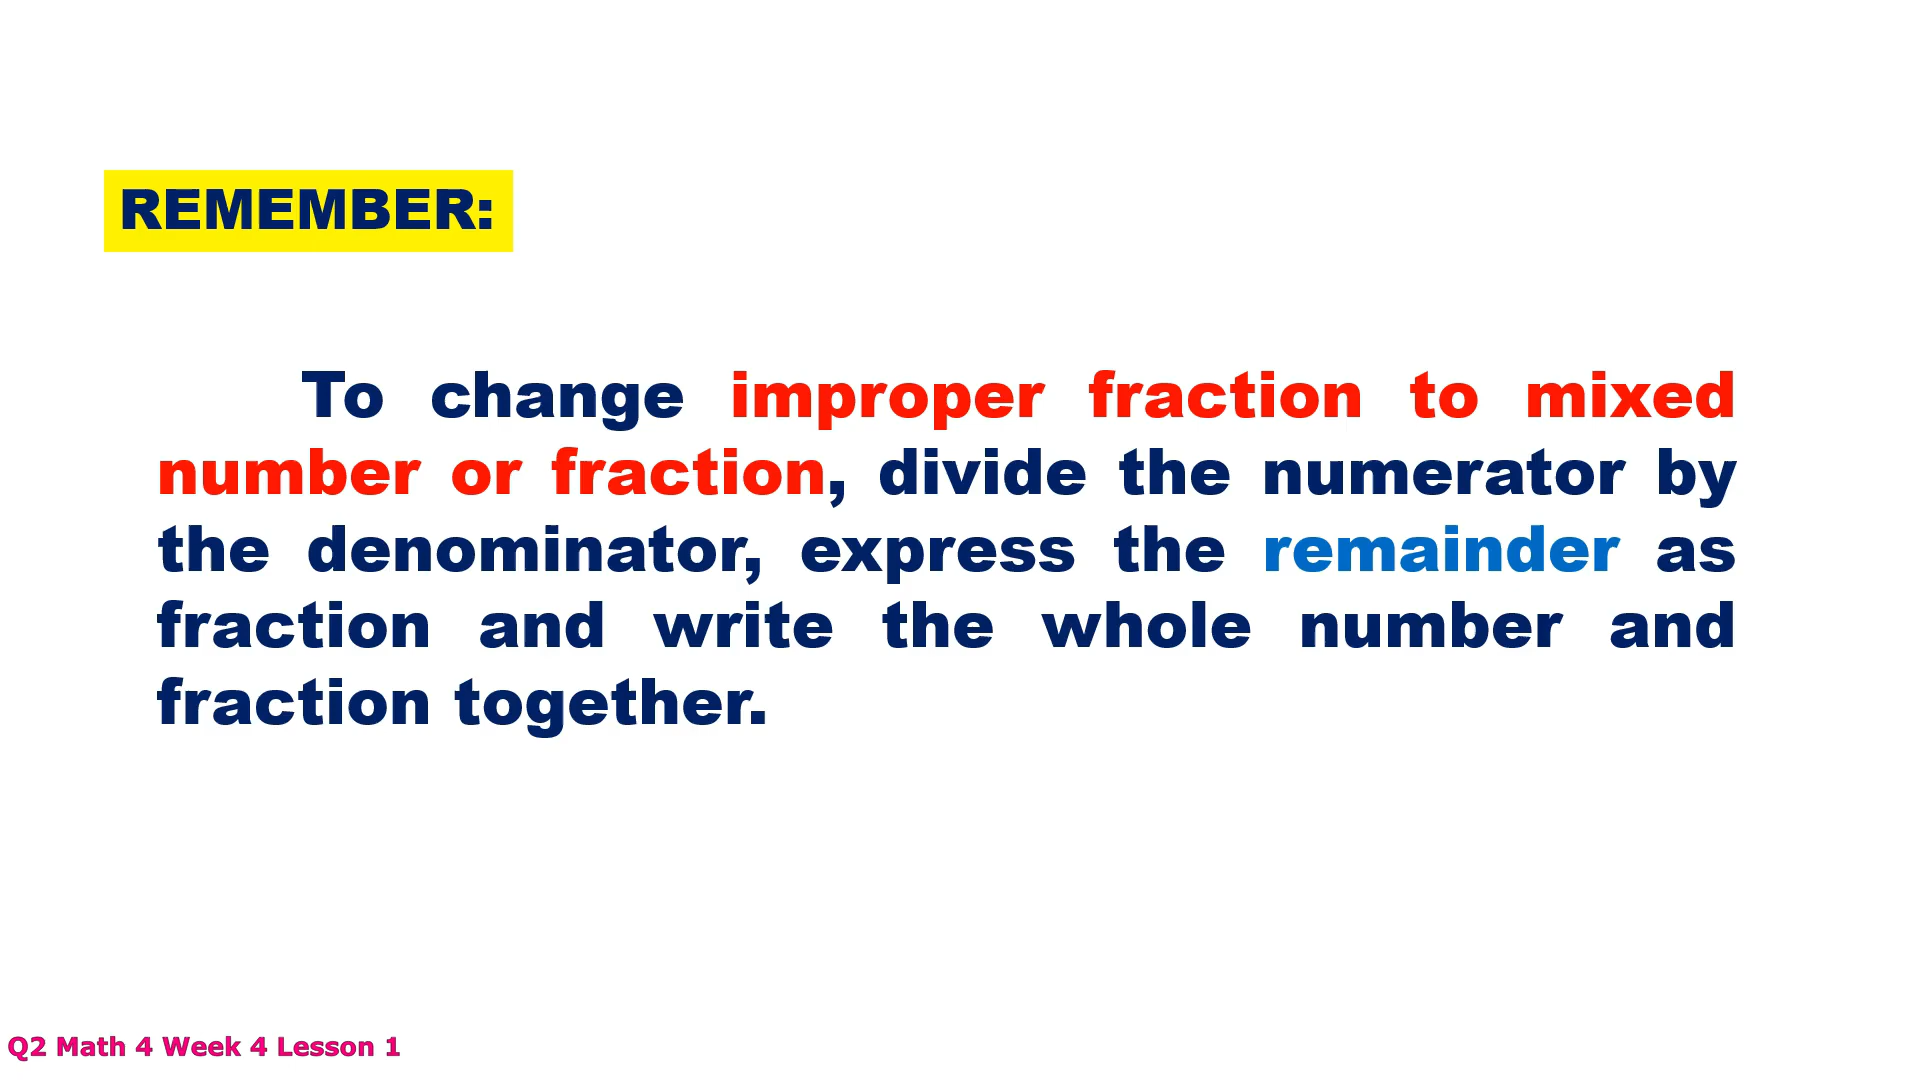 REMEMBER:
To change improper fraction to mixed
number or fraction, divide the numerator by
the denominator, express the remainder as
fraction and write the whole number and
fraction together.
Q2 Math 4 Week 4 Lesson 1